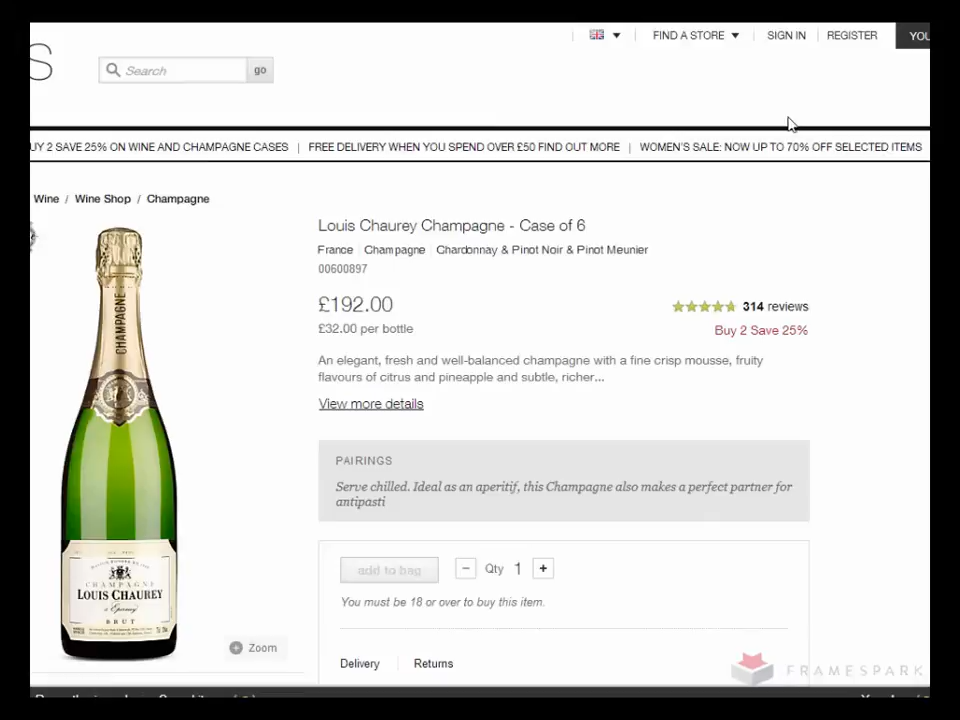 FIND A STORE SIGN IN REGISTER YOU
S
Search go
UY 2 SAVE 25% ON WINE AND CHAMPAGNE CASES | FREE DELIVERY WHEN YOU SPEND OVER £50 FIND OUT MORE | WOMEN'S SALE: NOW UP TO 70% OFF SELECTED ITEMS
Wine / Wine Shop / Champagne
Louis Chaurey Champagne - Case of 6
France Champagne Chardonnay & Pinot Noir & Pinot Meunier
00600897
£192.00
£32.00 per bottle
314 reviews
Buy 2 Save 25%
An elegant, fresh and well-balanced champagne with a fine crisp mousse, fruity
flavours of citrus and pineapple and subtle, richer...
View more details
PAIRINGS
Serve chilled. Ideal as an aperitif, this Champagne also makes a perfect partner for
antipasti
add to bag - Qty 1 +
You must be 18 or over to buy this item.
Delivery Returns
CHAMPAGNE
CHAMPAGNE
LOUIS CHAUREY
à Epernay
BRUT
Zoom
FRAMESPARK